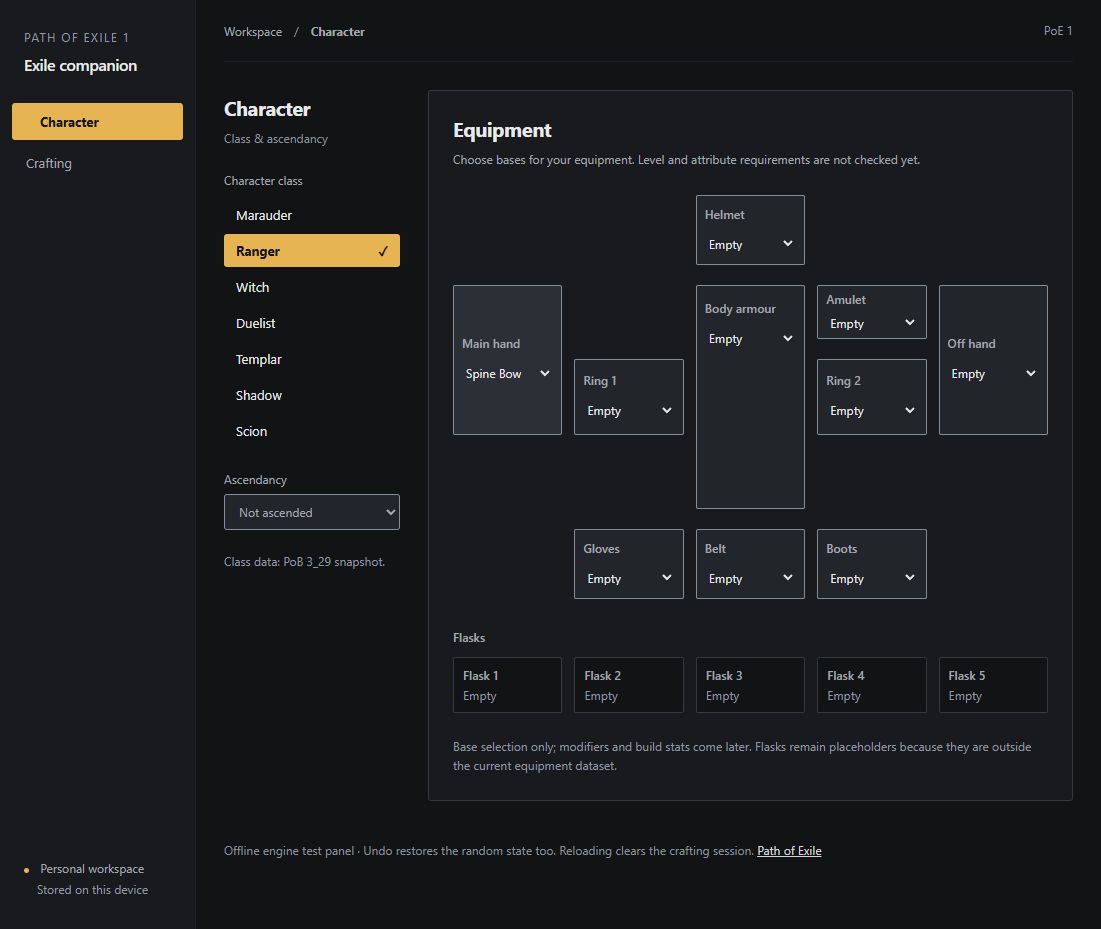 PATH OF EXILE 1
Exile companion
Character
Crafting
Personal workspace
Stored on this device
Workspace / Character
PoE 1
Character
Class & ascendancy
Character class
Marauder
Ranger ✓
Witch
Duelist
Templar
Shadow
Scion
Ascendancy
Not ascended
Class data: PoB 3_29 snapshot.
Equipment
Choose bases for your equipment. Level and attribute requirements are not checked yet.
Helmet
Empty
Main hand
Spine Bow
Ring 1
Empty
Body armour
Empty
Amulet
Empty
Ring 2
Empty
Off hand
Empty
Gloves
Empty
Belt
Empty
Boots
Empty
Flasks
Flask 1
Empty
Flask 2
Empty
Flask 3
Empty
Flask 4
Empty
Flask 5
Empty
Base selection only; modifiers and build stats come later. Flasks remain placeholders because they are outside
the current equipment dataset.
Offline engine test panel · Undo restores the random state too. Reloading clears the crafting session. Path of Exile